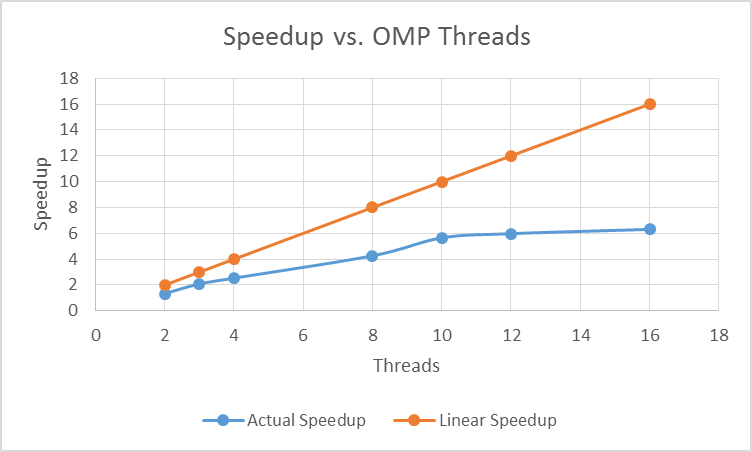 Speedup vs. OMP Threads
18
16
14
12
10
8
6
4
2
0
Speedup
0 2 4 6 8 10 12 14 16 18
Threads
Actual Speedup Linear Speedup